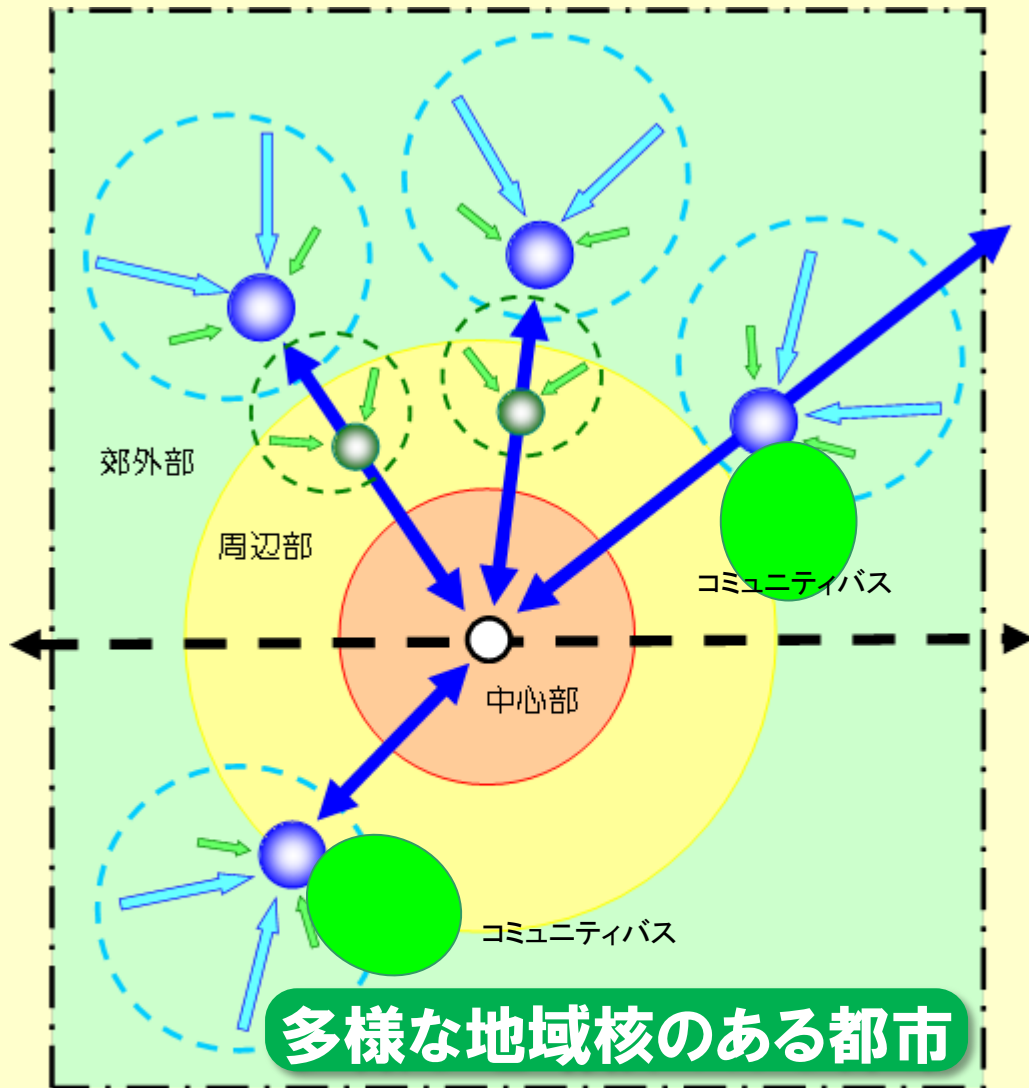 郊外部
周辺部
コミュニティバス
中心部
コミュニティバス
多様な地域核のある都市